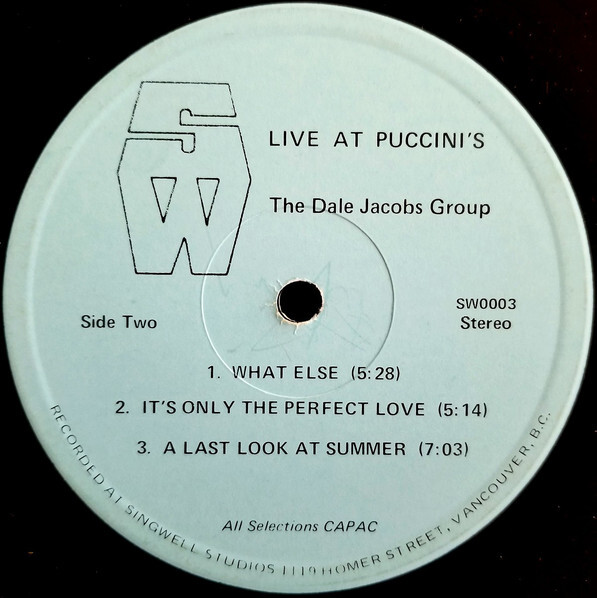 SW
LIVE AT PUCCINI'S
The Dale Jacobs Group
Side Two
SW0003
Stereo
1. WHAT ELSE (5:28)
2. IT'S ONLY THE PERFECT LOVE (5:14)
3. A LAST LOOK AT SUMMER (7:03)
All Selections CAPAC
RECORDED AT SINGWELL STUDIOS 1119 HOMER STREET, VANCOUVER, B.C.